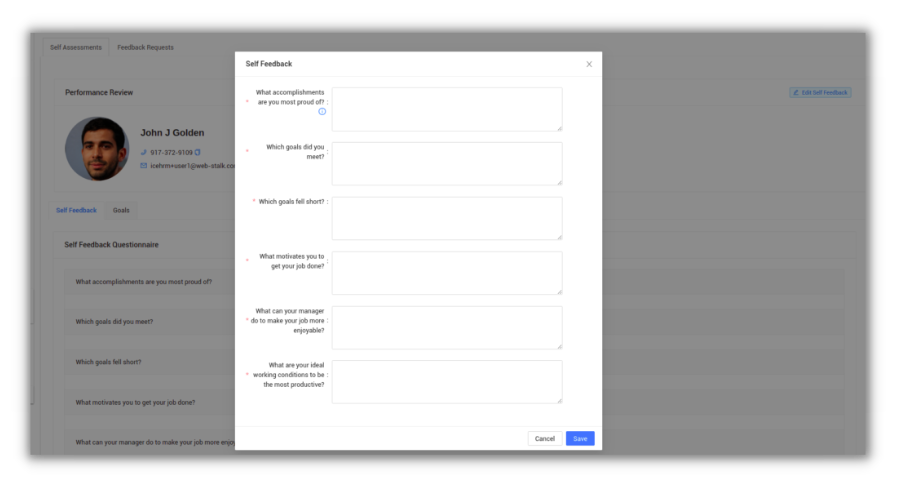 Self Assessments
Feedback Requests
Self Feedback
Performance Review
Edit Self Feedback
John J Golden
917-372-9109
icehrm+user1@web-stalk.co
Self Feedback
Goals
Self Feedback Questionnaire
What accomplishments are you most proud of?
Which goals did you meet?
Which goals fell short?
What motivates you to get your job done?
What can your manager do to make your job more enjoy
* What accomplishments
are you most proud of? :
* Which goals did you
meet? :
* Which goals fell short? :
* What motivates you to
get your job done? :
What can your manager
* do to make your job more :
enjoyable?
What are your ideal
* working conditions to be :
the most productive?
Cancel
Save